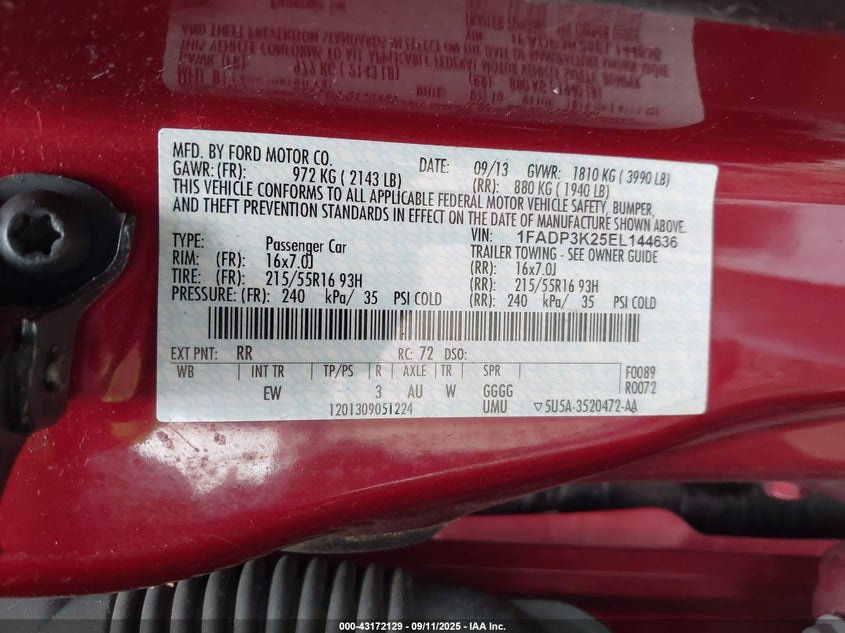 MFD. BY FORD MOTOR CO. DATE: 09/13 GVWR: 1810 KG ( 3990 LB)
GAWR: (FR): 972 KG ( 2143 LB) (RR): 880 KG ( 1940 LB)
THIS VEHICLE CONFORMS TO ALL APPLICABLE FEDERAL MOTOR VEHICLE SAFETY, BUMPER,
AND THEFT PREVENTION STANDARDS IN EFFECT ON THE DATE OF MANUFACTURE SHOWN ABOVE.
VIN: 1FADP3K25EL144636
TYPE: Passenger Car TRAILER TOWING - SEE OWNER GUIDE
RIM: (FR): 16x7.0J (RR): 16x7.0J
TIRE: (FR): 215/55R16 93H (RR): 215/55R16 93H
PRESSURE: (FR): 240 kPa/ 35 PSI COLD (RR): 240 kPa/ 35 PSI COLD
EXT PNT: RR RC: 72 DSO:
WB INT TR TP/PS R AXLE TR SPR F0089
EW 3 AU W GGGG R0072
1201309051224 UMU ▽5U5A-3520472-AA
000-43172129 - 09/11/2025 - IAA Inc.